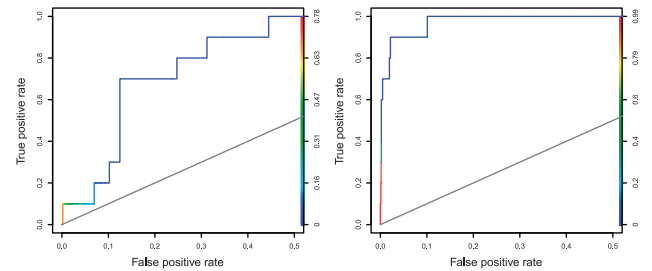 True positive rate
0.0 0.2 0.4 0.6 0.8 1.0
0 0.16 0.31 0.47 0.63 0.78
0.0 0.1 0.2 0.3 0.4 0.5
False positive rate
True positive rate
0.0 0.2 0.4 0.6 0.8 1.0
0 0.2 0.4 0.59 0.79 0.99
0.0 0.1 0.2 0.3 0.4 0.5
False positive rate